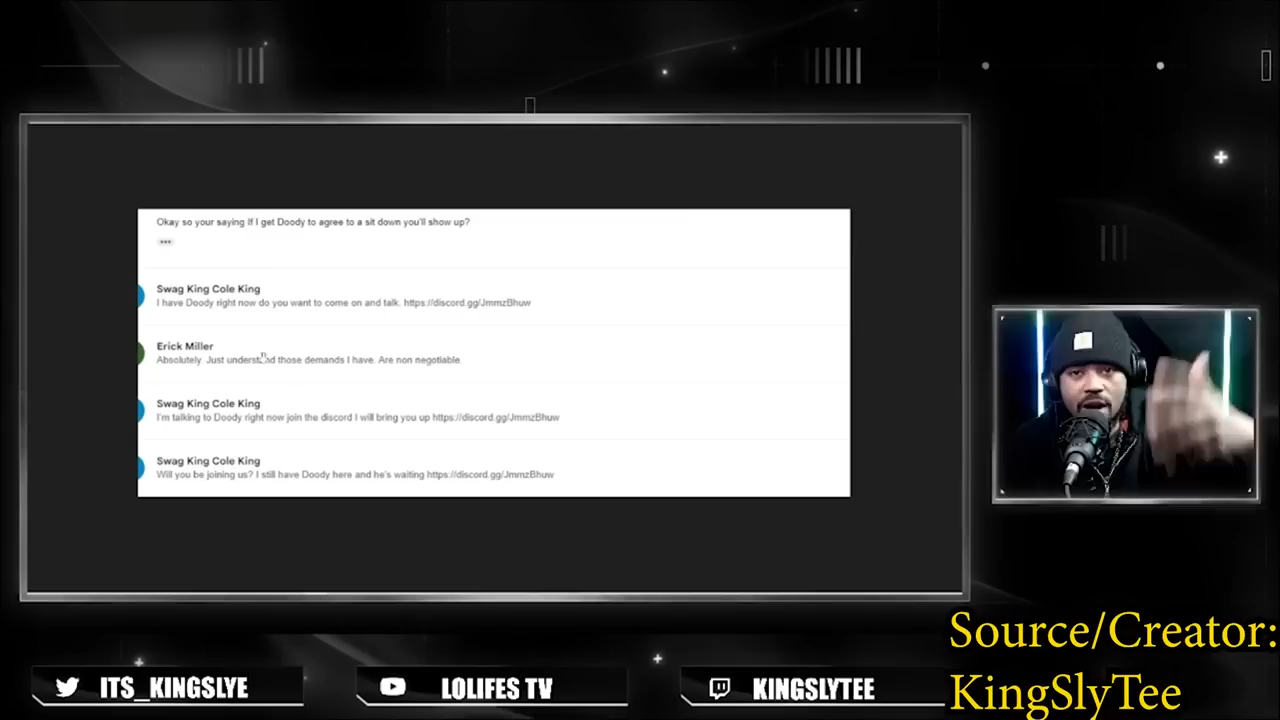 Okay so your saying If I get Doody to agree to a sit down you'll show up?
Swag King Cole King
I have Doody right now do you want to come on and talk. https://discord.gg/JmmzBhuw
Erick Miller
Absolutely. Just understand those demands I have. Are non negotiable.
Swag King Cole King
I'm talking to Doody right now join the discord I will bring you up https://discord.gg/JmmzBhuw
Swag King Cole King
Will you be joining us? I still have Doody here and he's waiting https://discord.gg/JmmzBhuw
ITS_KINGSLYE
LOLIFES TV
KINGSLYTEE
Source/Creator:
KingSlyTee